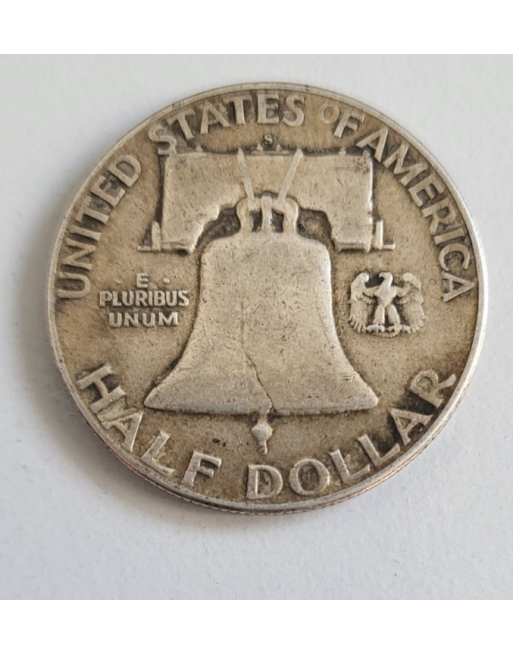 UNITED STATES OF AMERICA
S
E
PLURIBUS
UNUM
HALF DOLLAR